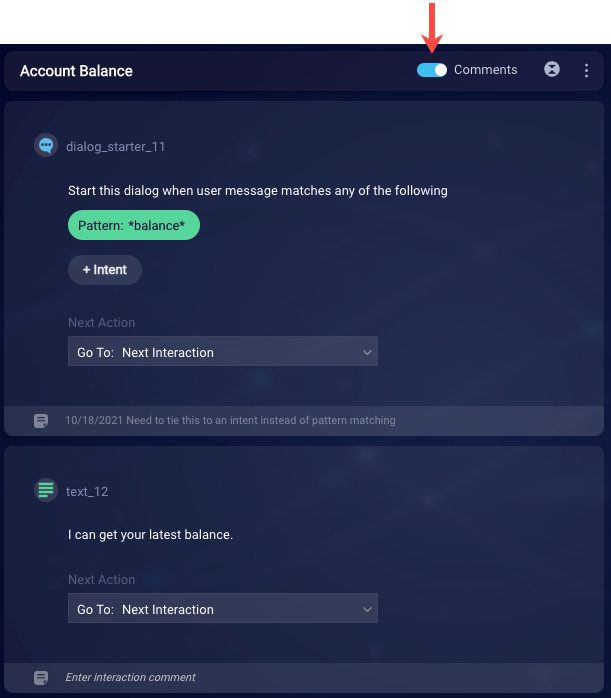 Account Balance
Comments
dialog_starter_11
Start this dialog when user message matches any of the following
Pattern: *balance*
+ Intent
Next Action
Go To: Next Interaction
10/18/2021 Need to tie this to an intent instead of pattern matching
text_12
I can get your latest balance.
Next Action
Go To: Next Interaction
Enter interaction comment